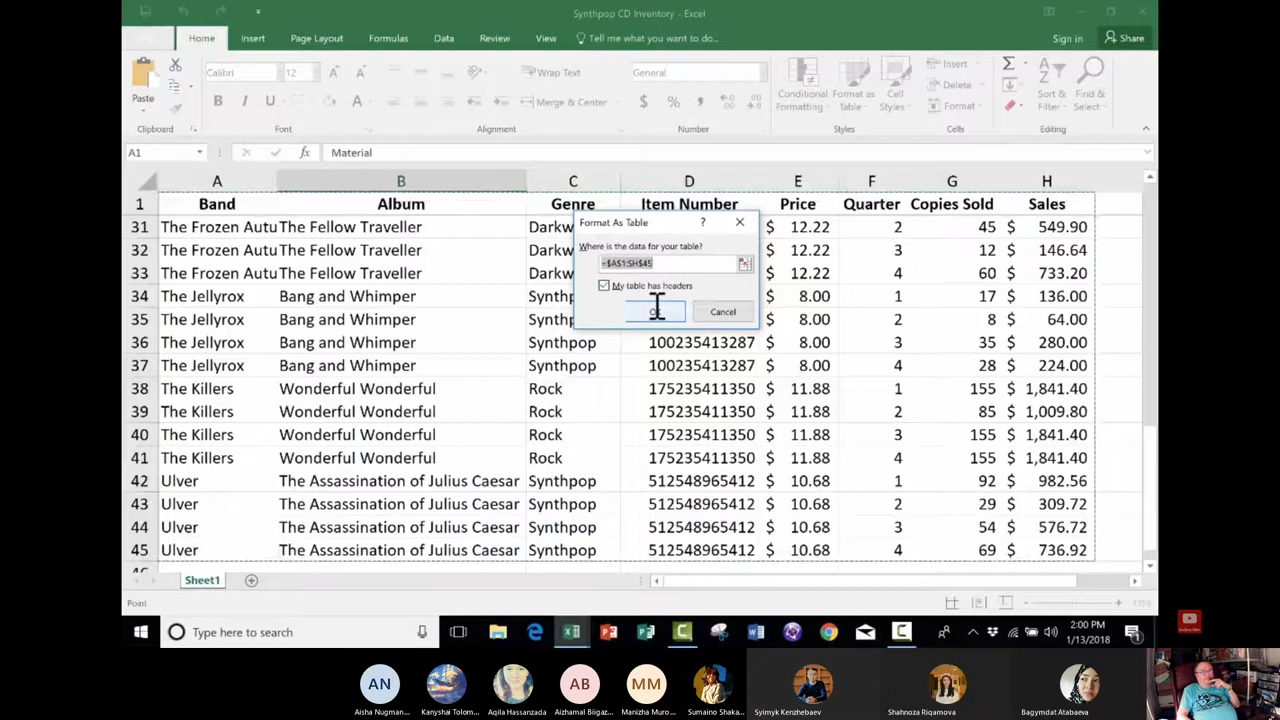 Synthpop CD Inventory - Excel
Home Insert Page Layout Formulas Data Review View Tell me what you want to do... Sign in Share
Calibri 12 Wrap Text General Insert
Paste B I U A Merge & Center $ % , Conditional Formatting Format as Table Cell Styles Delete Format Sort & Filter Find & Select
Clipboard Font Alignment Number Styles Cells Editing
A1 fx Material
A B C D E F G H
1 Band Album Genre Item Number Price Quarter Copies Sold Sales
31 The Frozen Autu The Fellow Traveller Darkw $ 12.22 2 45 $ 549.90
32 The Frozen Autu The Fellow Traveller Darkw $ 12.22 3 12 $ 146.64
33 The Frozen Autu The Fellow Traveller Darkw $ 12.22 4 60 $ 733.20
34 The Jellyrox Bang and Whimper Synthp $ 8.00 1 17 $ 136.00
35 The Jellyrox Bang and Whimper Synthp $ 8.00 2 8 $ 64.00
36 The Jellyrox Bang and Whimper Synthpop 100235413287 $ 8.00 3 35 $ 280.00
37 The Jellyrox Bang and Whimper Synthpop 100235413287 $ 8.00 4 28 $ 224.00
38 The Killers Wonderful Wonderful Rock 175235411350 $ 11.88 1 155 $ 1,841.40
39 The Killers Wonderful Wonderful Rock 175235411350 $ 11.88 2 85 $ 1,009.80
40 The Killers Wonderful Wonderful Rock 175235411350 $ 11.88 3 155 $ 1,841.40
41 The Killers Wonderful Wonderful Rock 175235411350 $ 11.88 4 155 $ 1,841.40
42 Ulver The Assassination of Julius Caesar Synthpop 512548965412 $ 10.68 1 92 $ 982.56
43 Ulver The Assassination of Julius Caesar Synthpop 512548965412 $ 10.68 2 29 $ 309.72
44 Ulver The Assassination of Julius Caesar Synthpop 512548965412 $ 10.68 3 54 $ 576.72
45 Ulver The Assassination of Julius Caesar Synthpop 512548965412 $ 10.68 4 69 $ 736.92
Format As Table ?
Where is the data for your table?
=$A$1:$H$45
My table has headers
Cancel
Sheet1
Point
Type here to search
2:00 PM
1/13/2018
Subscribe
AN AB MM
Aisha Nugman... Kanyshai Tolom... Aqila Hassanzada Aizhamal Biigaz... Manizha Muro... Sumaino Shaka... Syimyk Kenzhebaev Shahnoza Riqamova Bagymdat Atabaeva